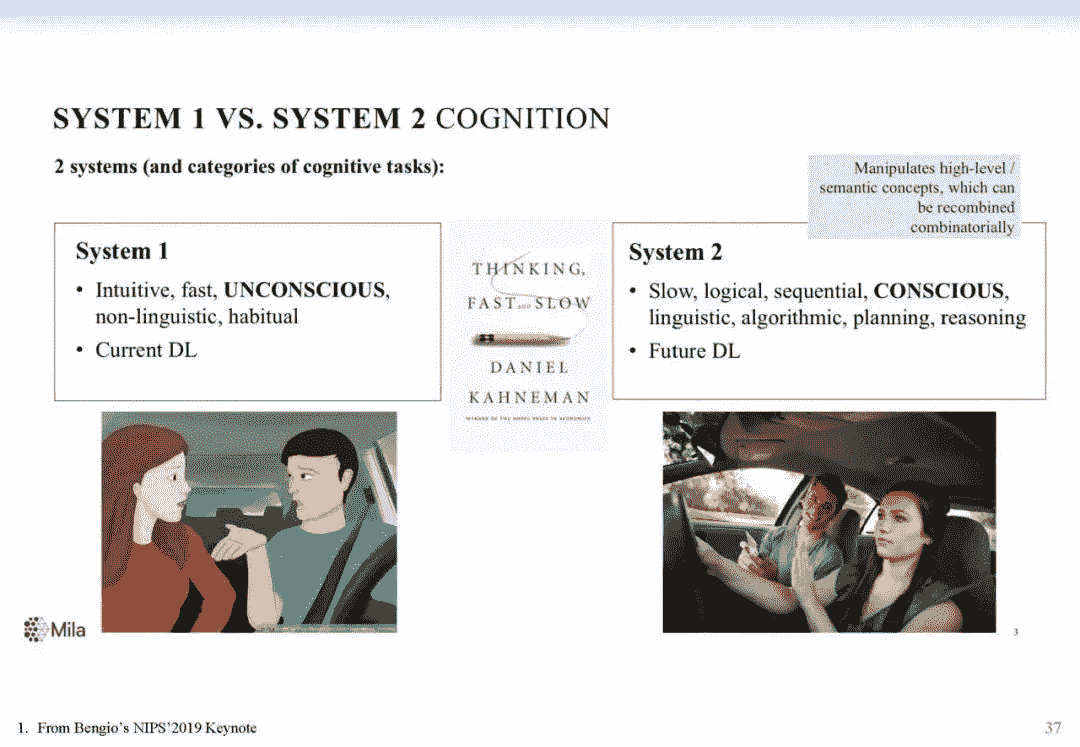 SYSTEM 1 VS. SYSTEM 2 COGNITION
2 systems (and categories of cognitive tasks):
Manipulates high-level /
semantic concepts, which can
be recombined
combinatorially
System 1
• Intuitive, fast, UNCONSCIOUS,
non-linguistic, habitual
• Current DL
THINKING,
FAST AND SLOW
DANIEL
KAHNEMAN
WINNER OF THE NOBEL PRIZE IN ECONOMICS
System 2
• Slow, logical, sequential, CONSCIOUS,
linguistic, algorithmic, planning, reasoning
• Future DL
Mila
3
1. From Bengio's NIPS'2019 Keynote
37